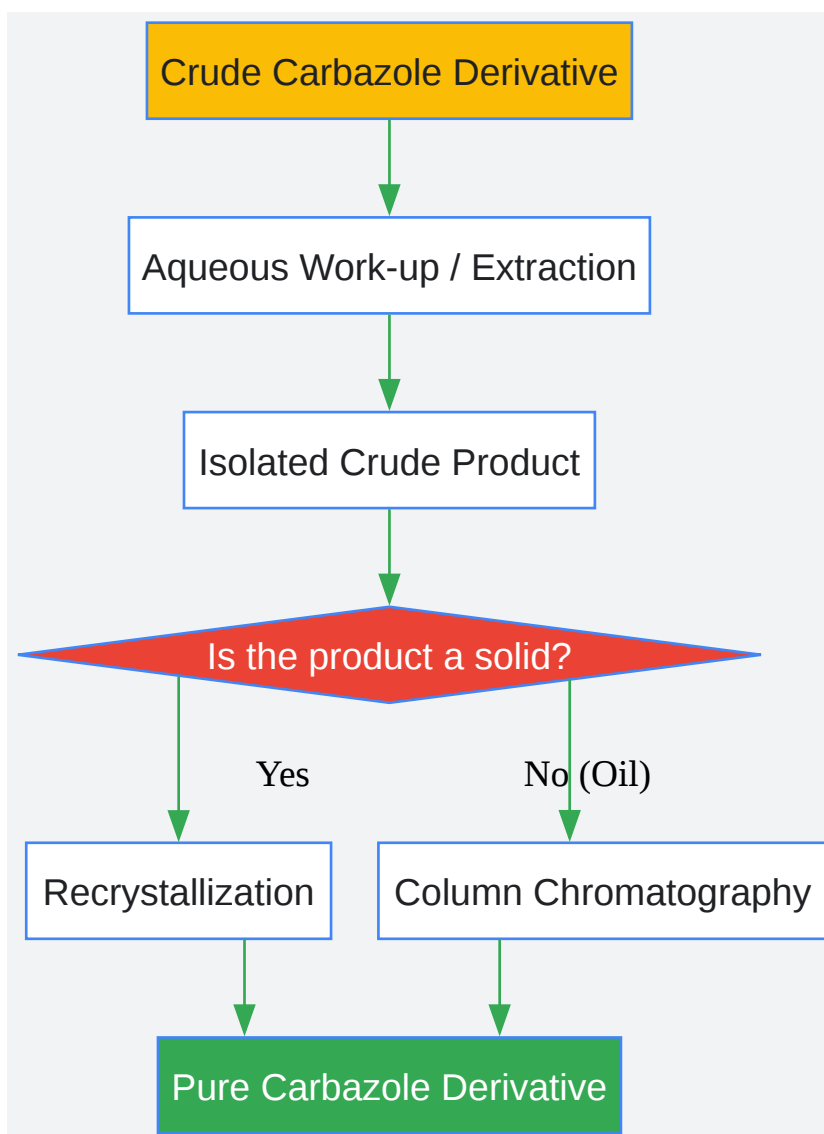 Crude Carbazole Derivative
Aqueous Work-up / Extraction
Isolated Crude Product
Is the product a solid?
Yes
No (Oil)
Recrystallization
Column Chromatography
Pure Carbazole Derivative